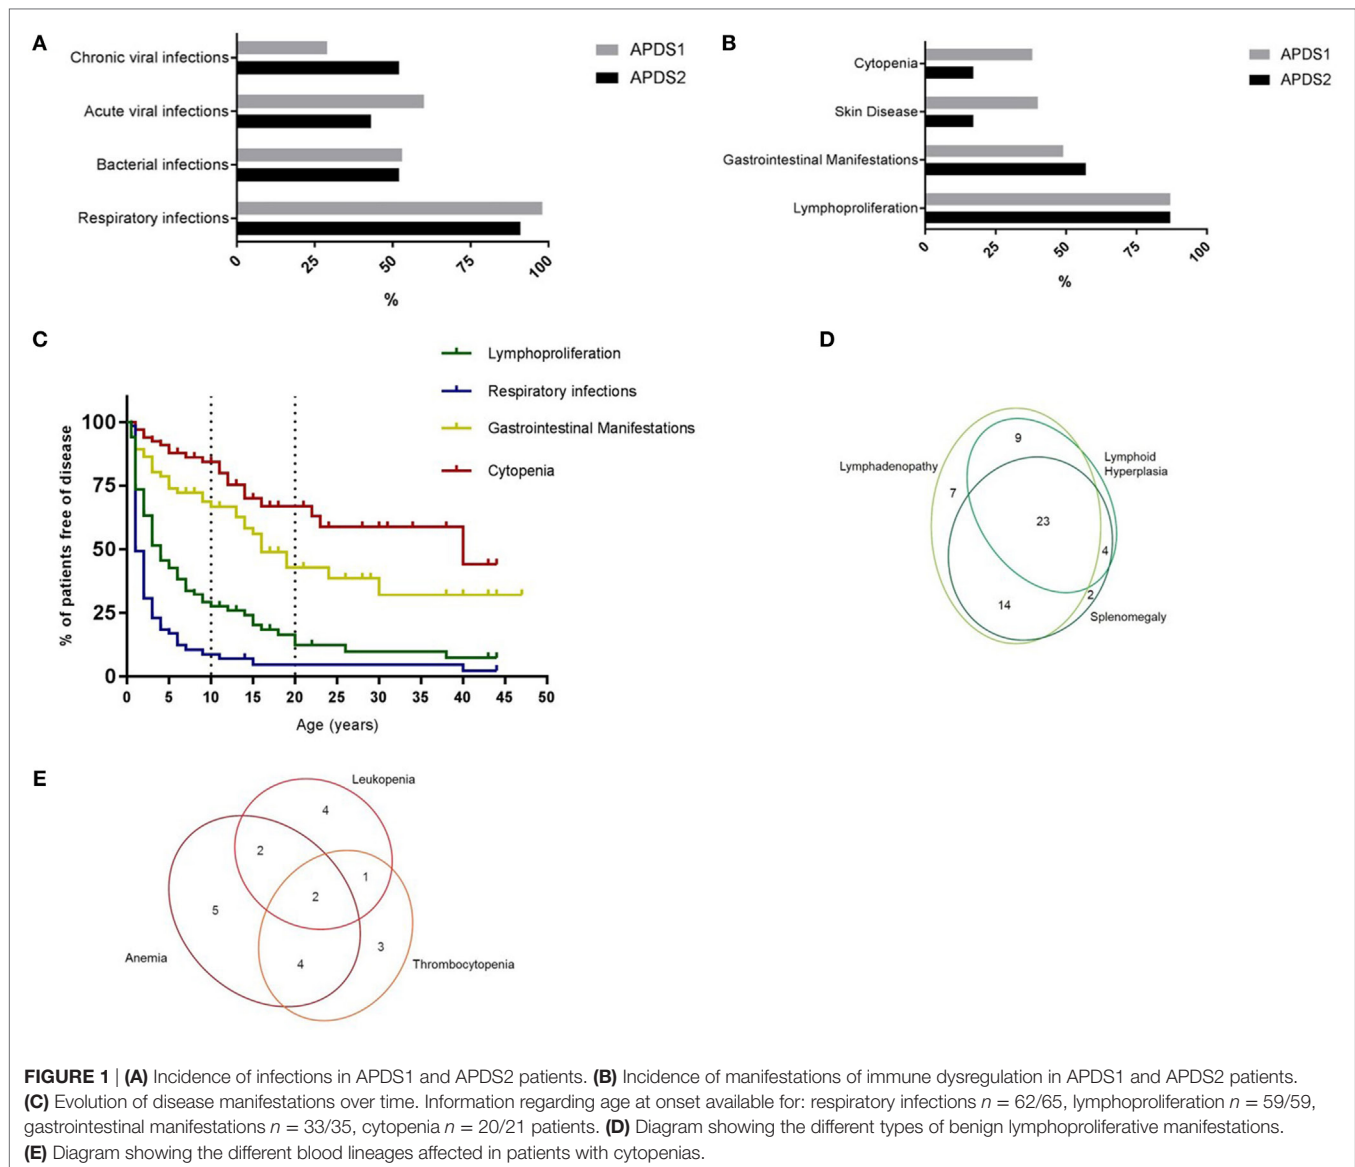 A
Chronic viral infections
Acute viral infections
Bacterial infections
Respiratory infections
0 25 50 75 100
%
APDS1
APDS2
B
Cytopenia
Skin Disease
Gastrointestinal Manifestations
Lymphoproliferation
0 25 50 75 100
%
APDS1
APDS2
C
Lymphoproliferation
Respiratory infections
Gastrointestinal Manifestations
Cytopenia
% of patients free of disease
100
75
50
25
0
0 5 10 15 20 25 30 35 40 45 50
Age (years)
D
Lymphadenopathy
Lymphoid
Hyperplasia
Splenomegaly
9
7
23
4
2
14
E
Leukopenia
4
2
1
2
5
3
4
Anemia
Thrombocytopenia
FIGURE 1 | (A) Incidence of infections in APDS1 and APDS2 patients. (B) Incidence of manifestations of immune dysregulation in APDS1 and APDS2 patients.
(C) Evolution of disease manifestations over time. Information regarding age at onset available for: respiratory infections n = 62/65, lymphoproliferation n = 59/59,
gastrointestinal manifestations n = 33/35, cytopenia n = 20/21 patients. (D) Diagram showing the different types of benign lymphoproliferative manifestations.
(E) Diagram showing the different blood lineages affected in patients with cytopenias.